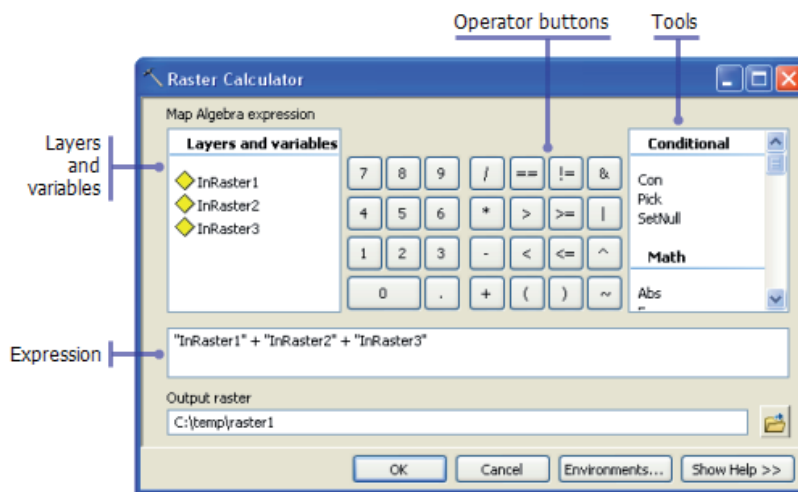 Operator buttons
Tools
Raster Calculator
Map Algebra expression
Layers
and
variables
Layers and variables
InRaster1
InRaster2
InRaster3
7 8 9 / == != &
4 5 6 * > >= |
1 2 3 - < <= ^
0 . + ( ) ~
Conditional
Con
Pick
SetNull
Math
Abs
Expression
"InRaster1" + "InRaster2" + "InRaster3"
Output raster
C:\temp\raster1
OK
Cancel
Environments...
Show Help >>